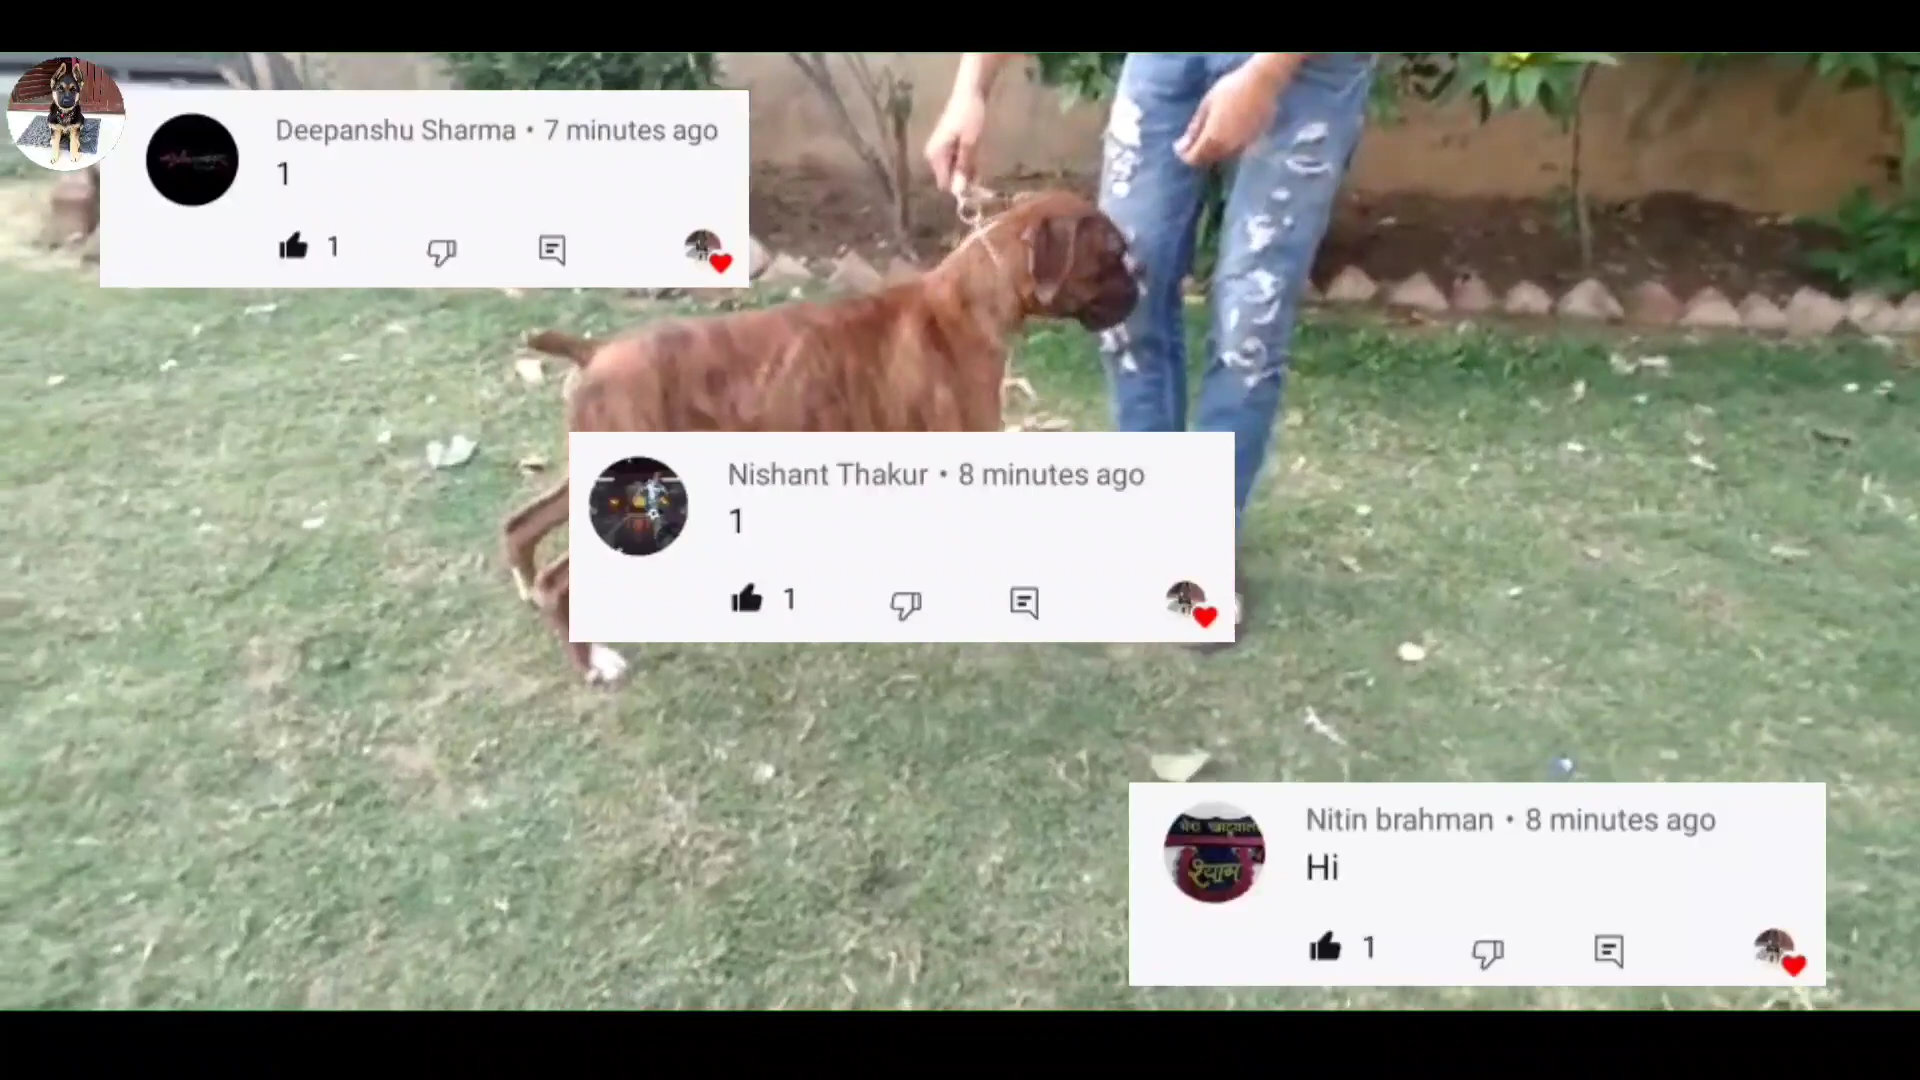 Deepanshu Sharma • 7 minutes ago
1
1
Nishant Thakur • 8 minutes ago
1
1
Nitin brahman • 8 minutes ago
Hi
1
श्याम